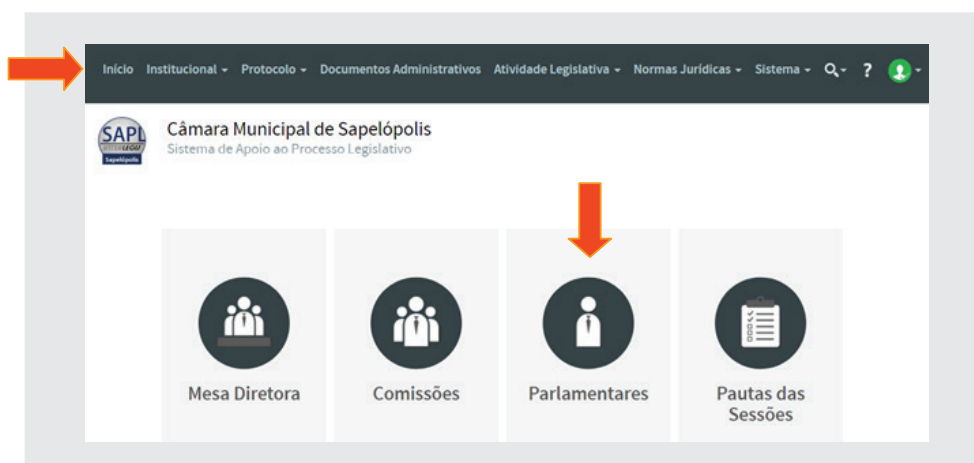 Início Institucional Protocolo Documentos Administrativos Atividade Legislativa Normas Jurídicas Sistema ?
SAPL
INTERLEGIS
Sapelópolis
Câmara Municipal de Sapelópolis
Sistema de Apoio ao Processo Legislativo
Mesa Diretora Comissões Parlamentares Pautas das
Sessões